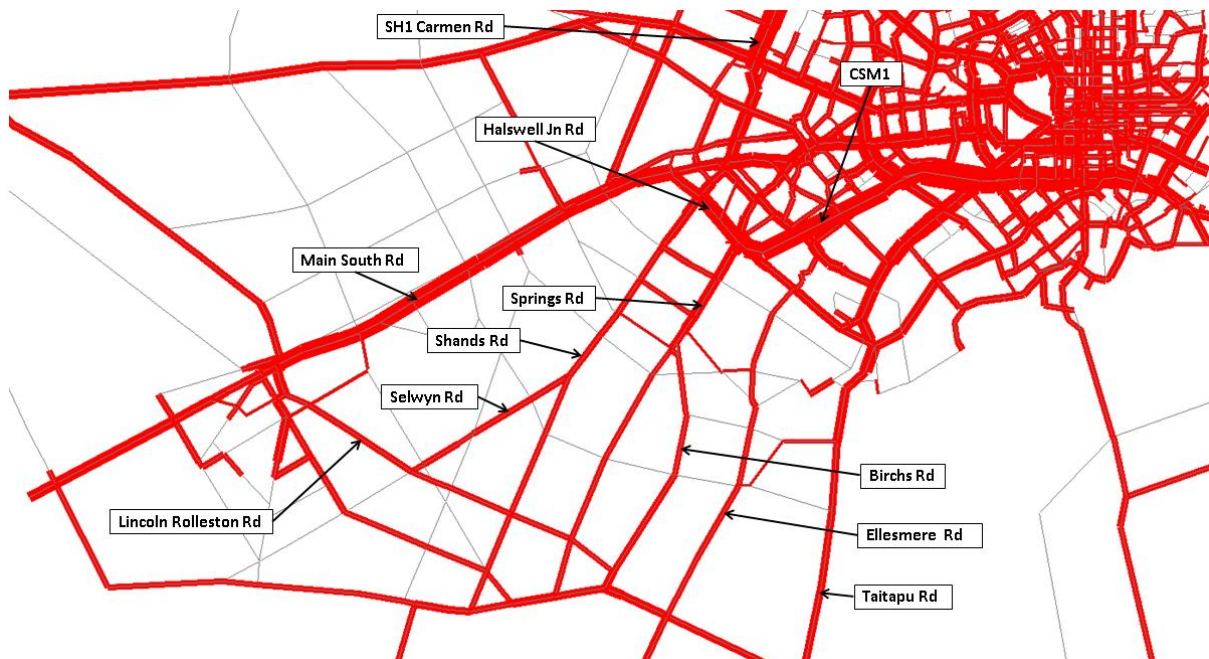 SH1 Carmen Rd
CSM1
Halswell Jn Rd
Main South Rd
Springs Rd
Shands Rd
Selwyn Rd
Birchs Rd
Lincoln Rolleston Rd
Ellesmere Rd
Taitapu Rd